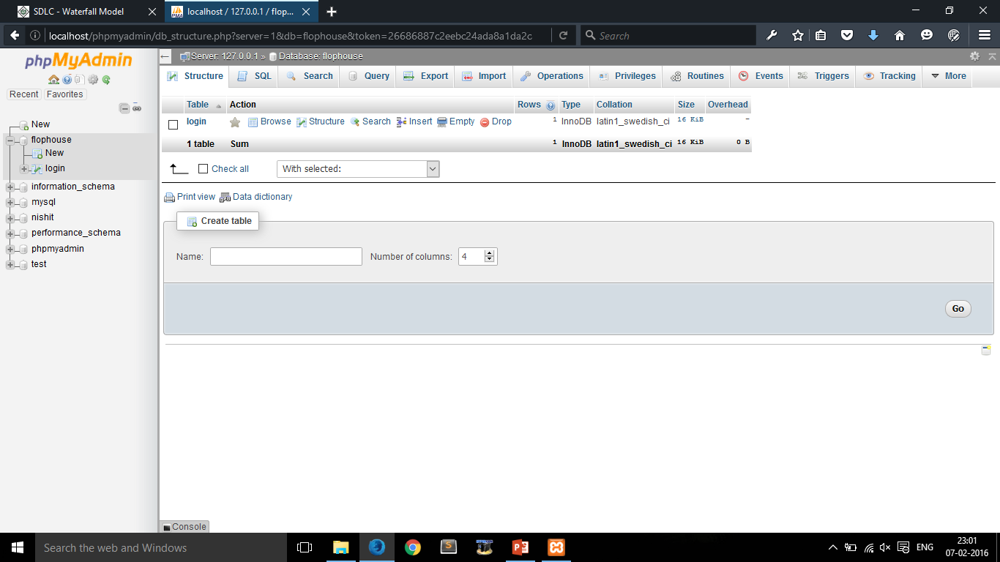 SDLC - Waterfall Model
localhost / 127.0.0.1 / flop...
localhost/phpmyadmin/db_structure.php?server=1&db=flophouse&token=26686887c2eebc24ada8a1da2c
Search
phpMyAdmin
Recent Favorites
New
flophouse
New
login
information_schema
mysql
nishit
performance_schema
phpmyadmin
test
Server: 127.0.0.1 » Database: flophouse
Structure SQL Search Query Export Import Operations Privileges Routines Events Triggers Tracking More
Table Action Rows Type Collation Size Overhead
login Browse Structure Search Insert Empty Drop 1 InnoDB latin1_swedish_ci 16 KiB -
1 table Sum 1 InnoDB latin1_swedish_ci 16 KiB 0 B
Check all With selected:
Print view Data dictionary
Create table
Name: Number of columns: 4
Go
Console
Search the web and Windows
ENG
23:01
07-02-2016